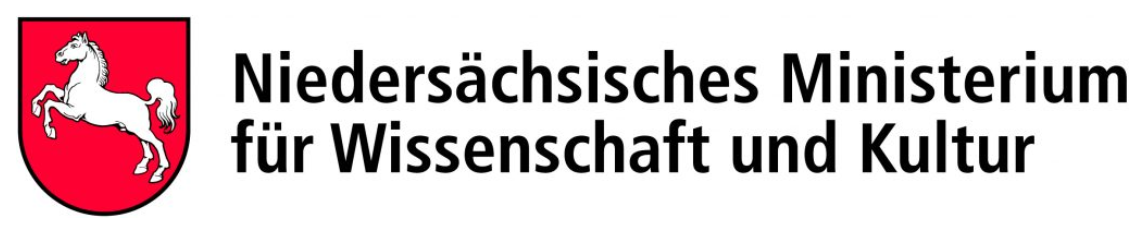 Niedersächsisches Ministerium
für Wissenschaft und Kultur